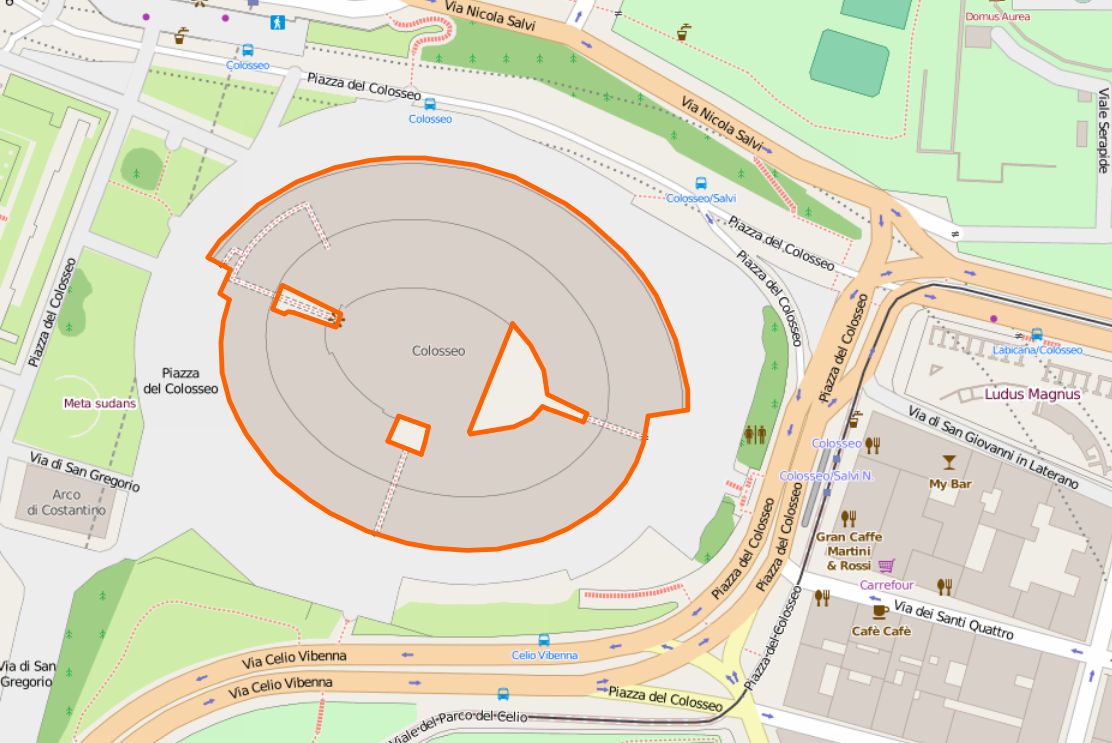 6
Via Nicola Salvi
Domus Aurea
Colosseo
Piazza del Colosseo
Colosseo
Via Nicola Salvi
Viale Serapide
Colosseo/Salvi
Piazza del Colosseo
Piazza del Colosseo
Piazza del Colosseo
Piazza del Colosseo
Labicana/Colosseo
Colosseo
Piazza
del Colosseo
Meta sudans
Ludus Magnus
Via di San Giovanni in Laterano
Colosseo
Colosseo/Salvi N.
My Bar
Via di San Gregorio
Arco
di Costantino
Piazza del Colosseo
Piazza del Colosseo
Gran Caffe
Martini
& Rossi
Carrefour
Via dei Santi Quattro
Cafè Cafè
Piazza del Colosseo
Celio Vibenna
Via Celio Vibenna
Via di San
Gregorio
Via Celio Vibenna
Piazza del Colosseo
Viale del Parco del Celio